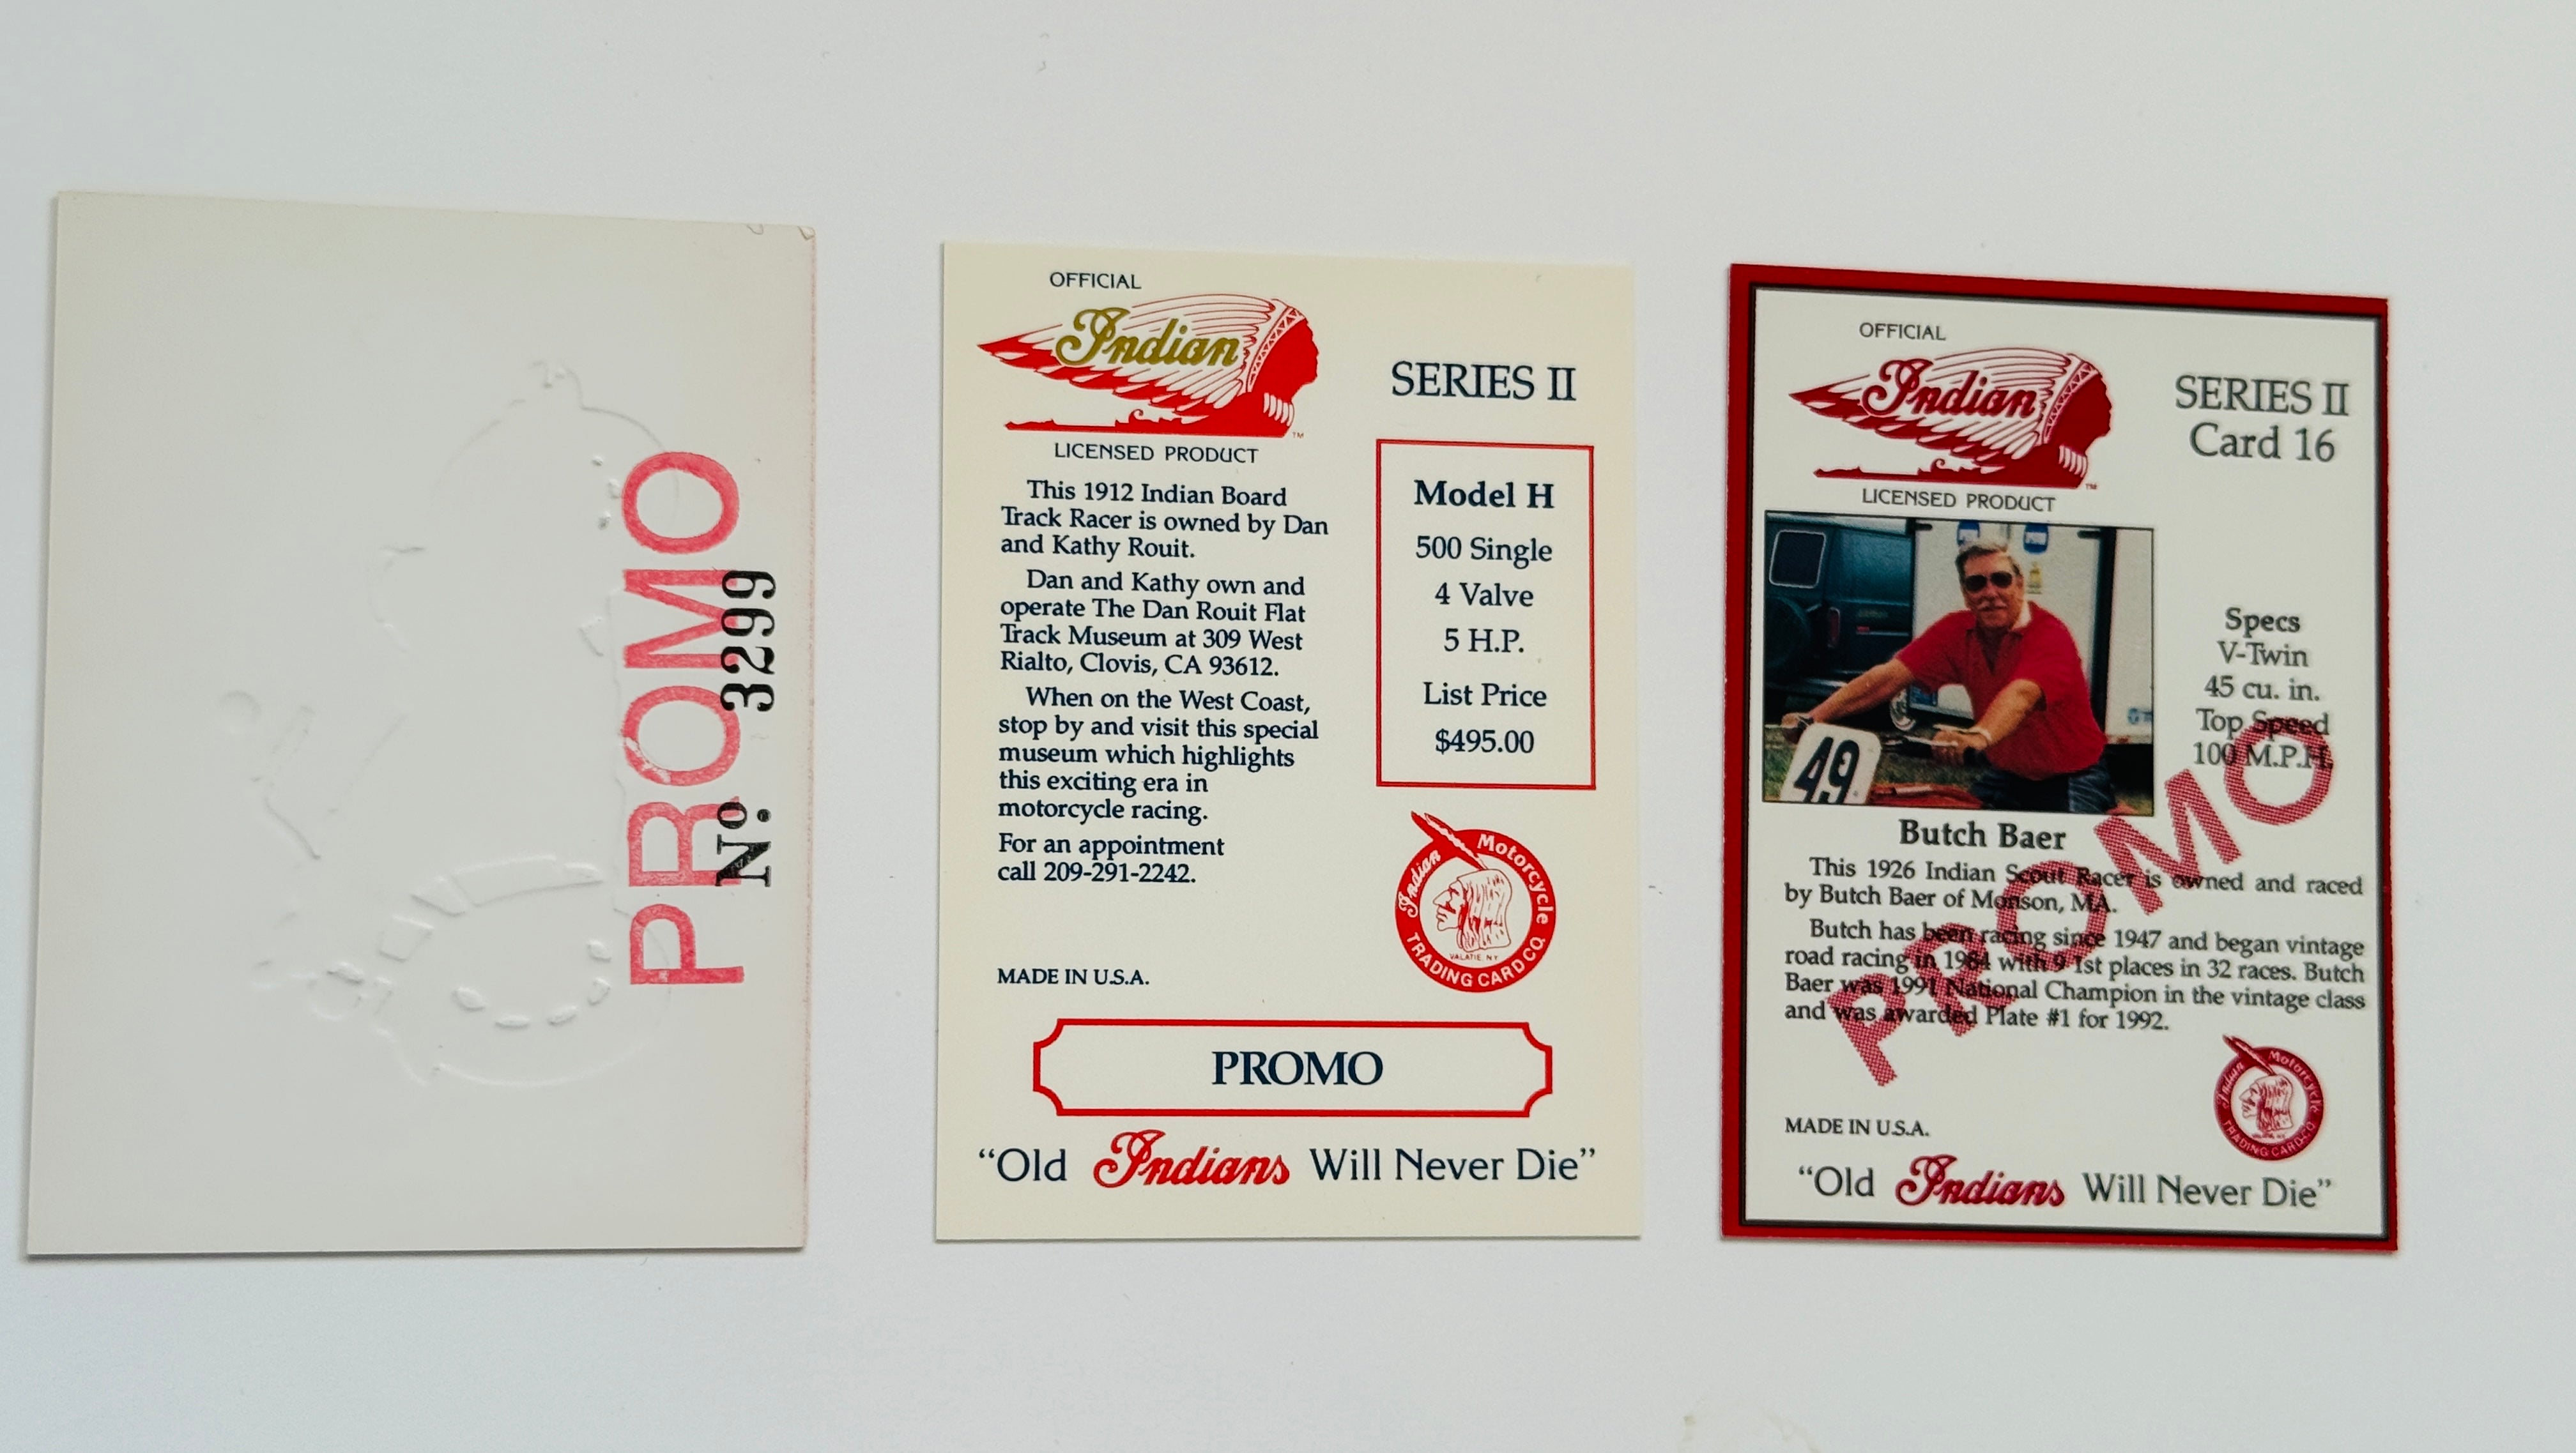 PROMO
Nº 3299
OFFICIAL
Indian
TM
LICENSED PRODUCT
SERIES II
This 1912 Indian Board
Track Racer is owned by Dan
and Kathy Rouit.
Dan and Kathy own and
operate The Dan Rouit Flat
Track Museum at 309 West
Rialto, Clovis, CA 93612.
When on the West Coast,
stop by and visit this special
museum which highlights
this exciting era in
motorcycle racing.
For an appointment
call 209-291-2242.
Model H
500 Single
4 Valve
5 H.P.
List Price
$495.00
Indian Motorcycle
VALATIE, NY
TRADING CARD CO.
MADE IN U.S.A.
PROMO
“Old Indians Will Never Die”
OFFICIAL
Indian
TM
LICENSED PRODUCT
SERIES II
Card 16
49
Specs
V-Twin
45 cu. in.
Top Speed
100 M.P.H.
Butch Baer
This 1926 Indian Scout Racer is owned and raced
by Butch Baer of Monson, MA.
Butch has been racing since 1947 and began vintage
road racing in 1984 with 9 1st places in 32 races. Butch
Baer was 1991 National Champion in the vintage class
and was awarded Plate #1 for 1992.
PROMO
Indian Motorcycle
TRADING CARD CO.
MADE IN U.S.A.
“Old Indians Will Never Die”